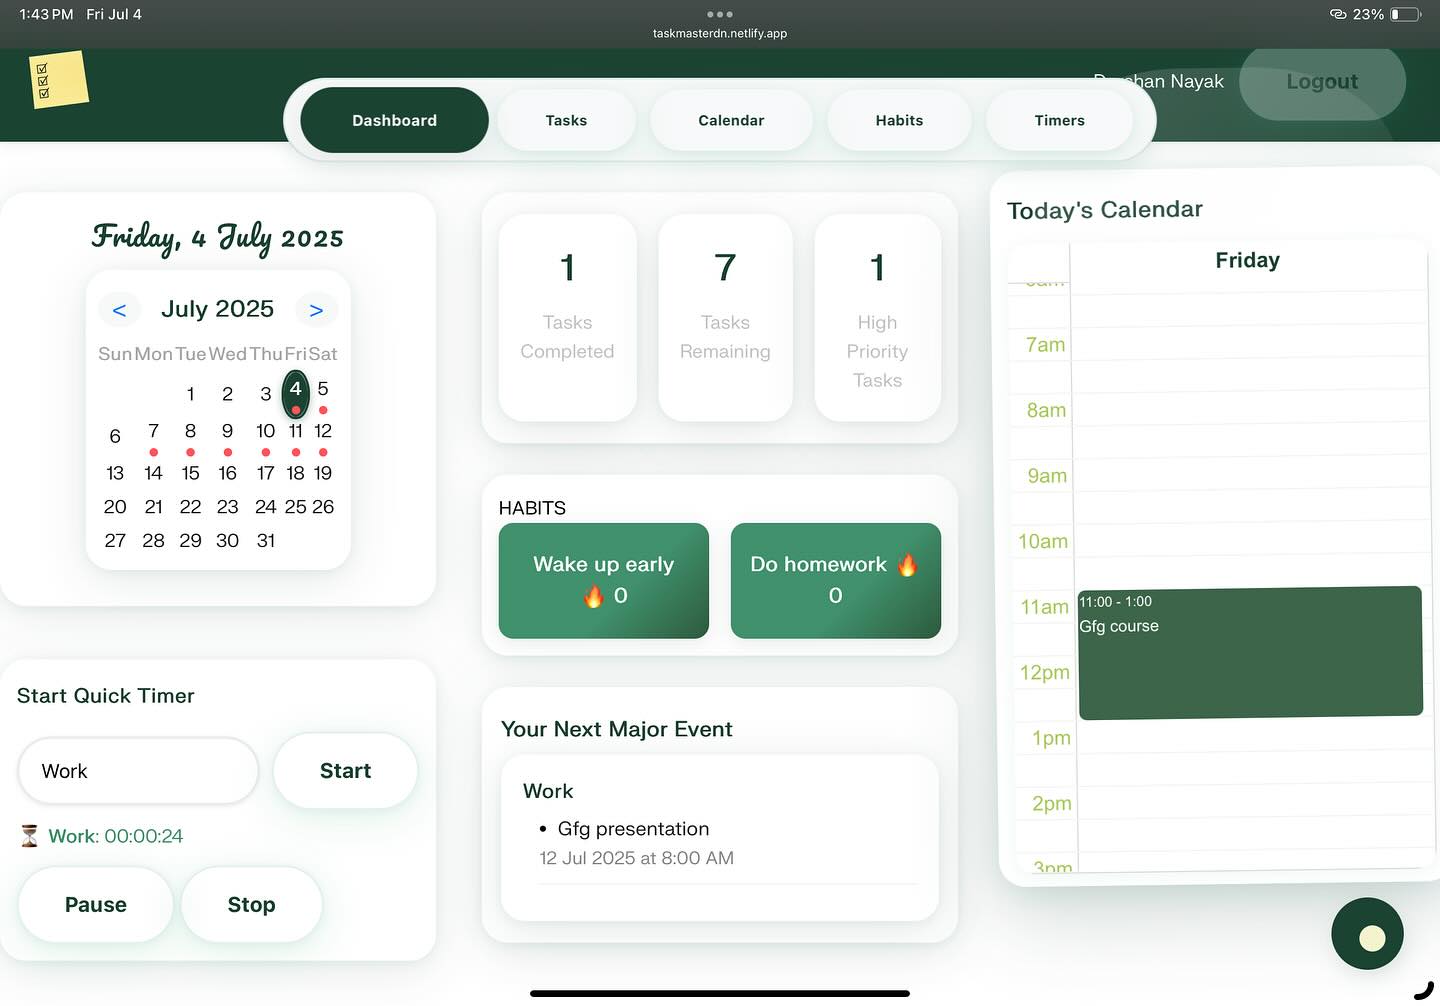 1:43 PM Fri Jul 4
23%
taskmasterdn.netlify.app
Nayak
Logout
Dashboard
Tasks
Calendar
Habits
Timers
Friday, 4 July 2025
< July 2025 >
Sun Mon Tue Wed Thu Fri Sat
1 2 3 4 5
6 7 8 9 10 11 12
13 14 15 16 17 18 19
20 21 22 23 24 25 26
27 28 29 30 31
Start Quick Timer
Work
Start
⏳ Work: 00:00:24
Pause
Stop
1
Tasks
Completed
7
Tasks
Remaining
1
High
Priority
Tasks
HABITS
Wake up early
🔥 0
Do homework 🔥
0
Your Next Major Event
Work
• Gfg presentation
12 Jul 2025 at 8:00 AM
Today's Calendar
Friday
7am
8am
9am
10am
11am
11:00 - 1:00
Gfg course
12pm
1pm
2pm
3pm